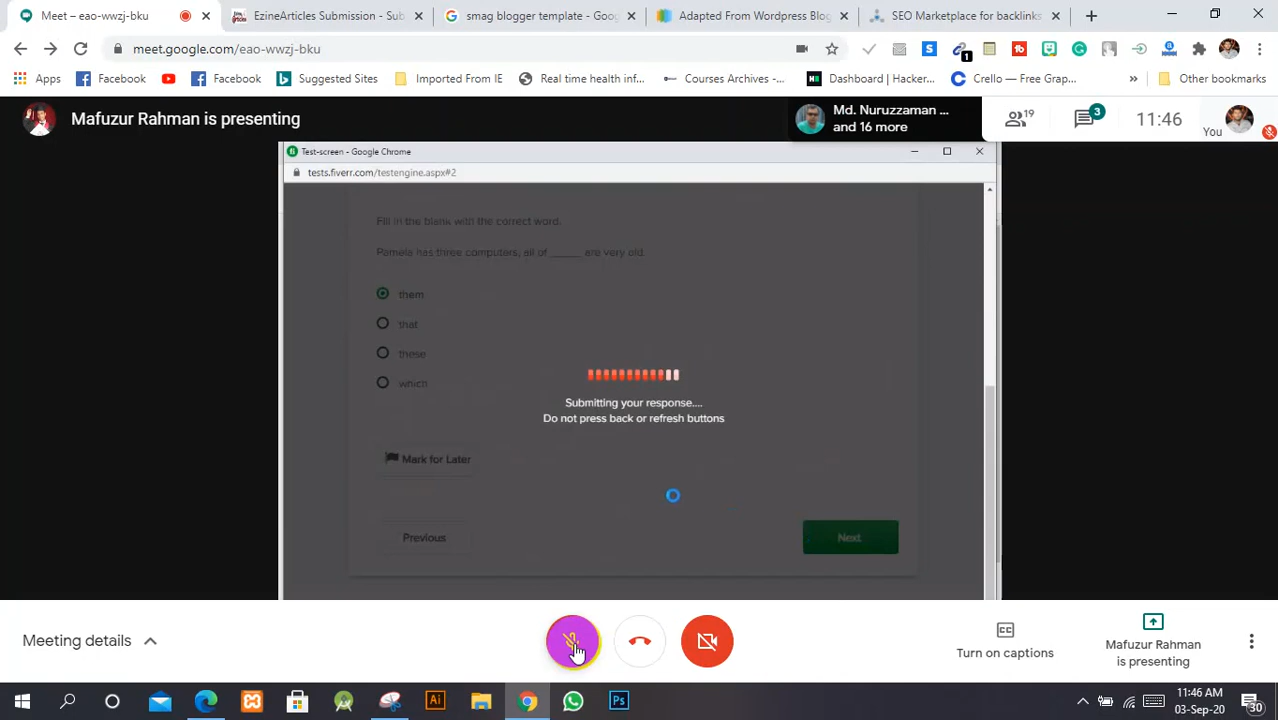 Meet – eao-wwzj-bku
EzineArticles Submission - Sub
smag blogger template - Goog
Adapted From Wordpress Blog
SEO Marketplace for backlinks
meet.google.com/eao-wwzj-bku
1
Apps
Facebook
Facebook
Suggested Sites
Imported From IE
Real time health inf...
Courses Archives -...
Dashboard | Hacker...
Crello — Free Grap...
Other bookmarks
Mafuzur Rahman is presenting
Md. Nuruzzaman ...
and 16 more
19
3
11:46
You
Test-screen - Google Chrome
tests.fiverr.com/testengine.aspx#2
Fill in the blank with the correct word.
Pamela has three computers, all of _____ are very old.
them
that
these
which
Submitting your response....
Do not press back or refresh buttons
Mark for Later
Previous
Next
Meeting details
Turn on captions
Mafuzur Rahman
is presenting
11:46 AM
03-Sep-20
30